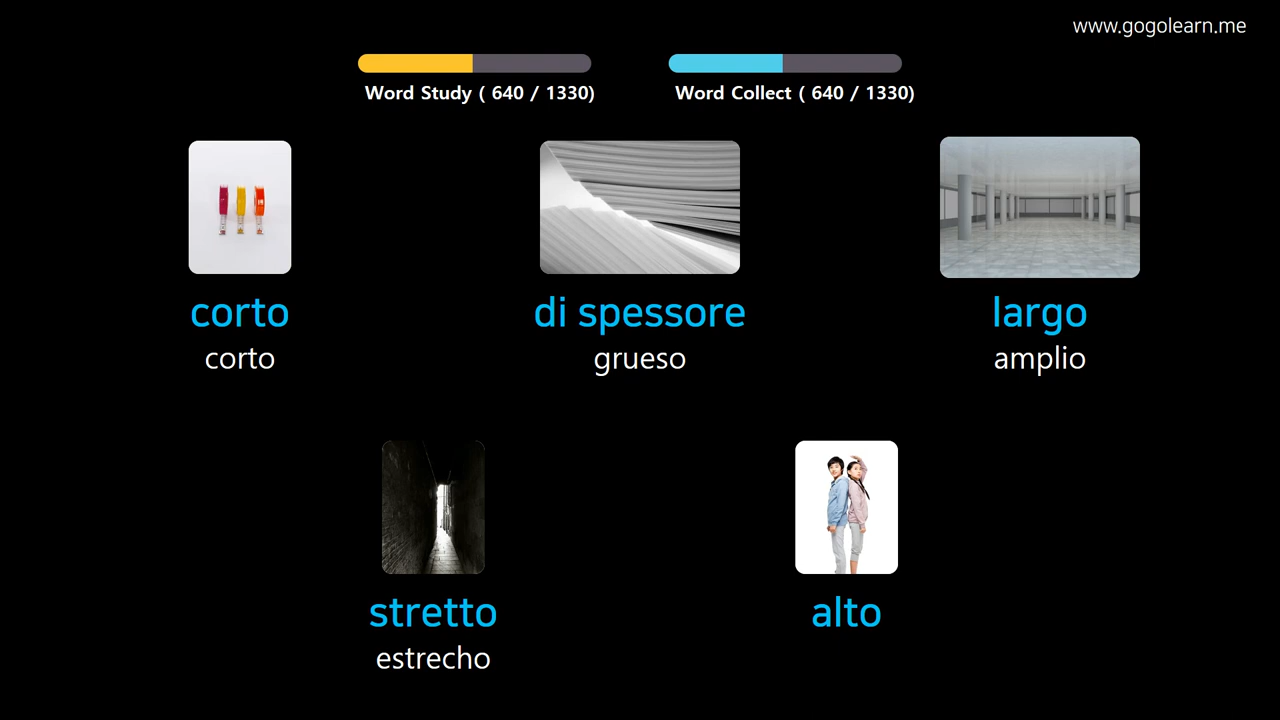 www.gogolearn.me
Word Study ( 640 / 1330)
Word Collect ( 640 / 1330)
corto
corto
di spessore
grueso
largo
amplio
stretto
estrecho
alto